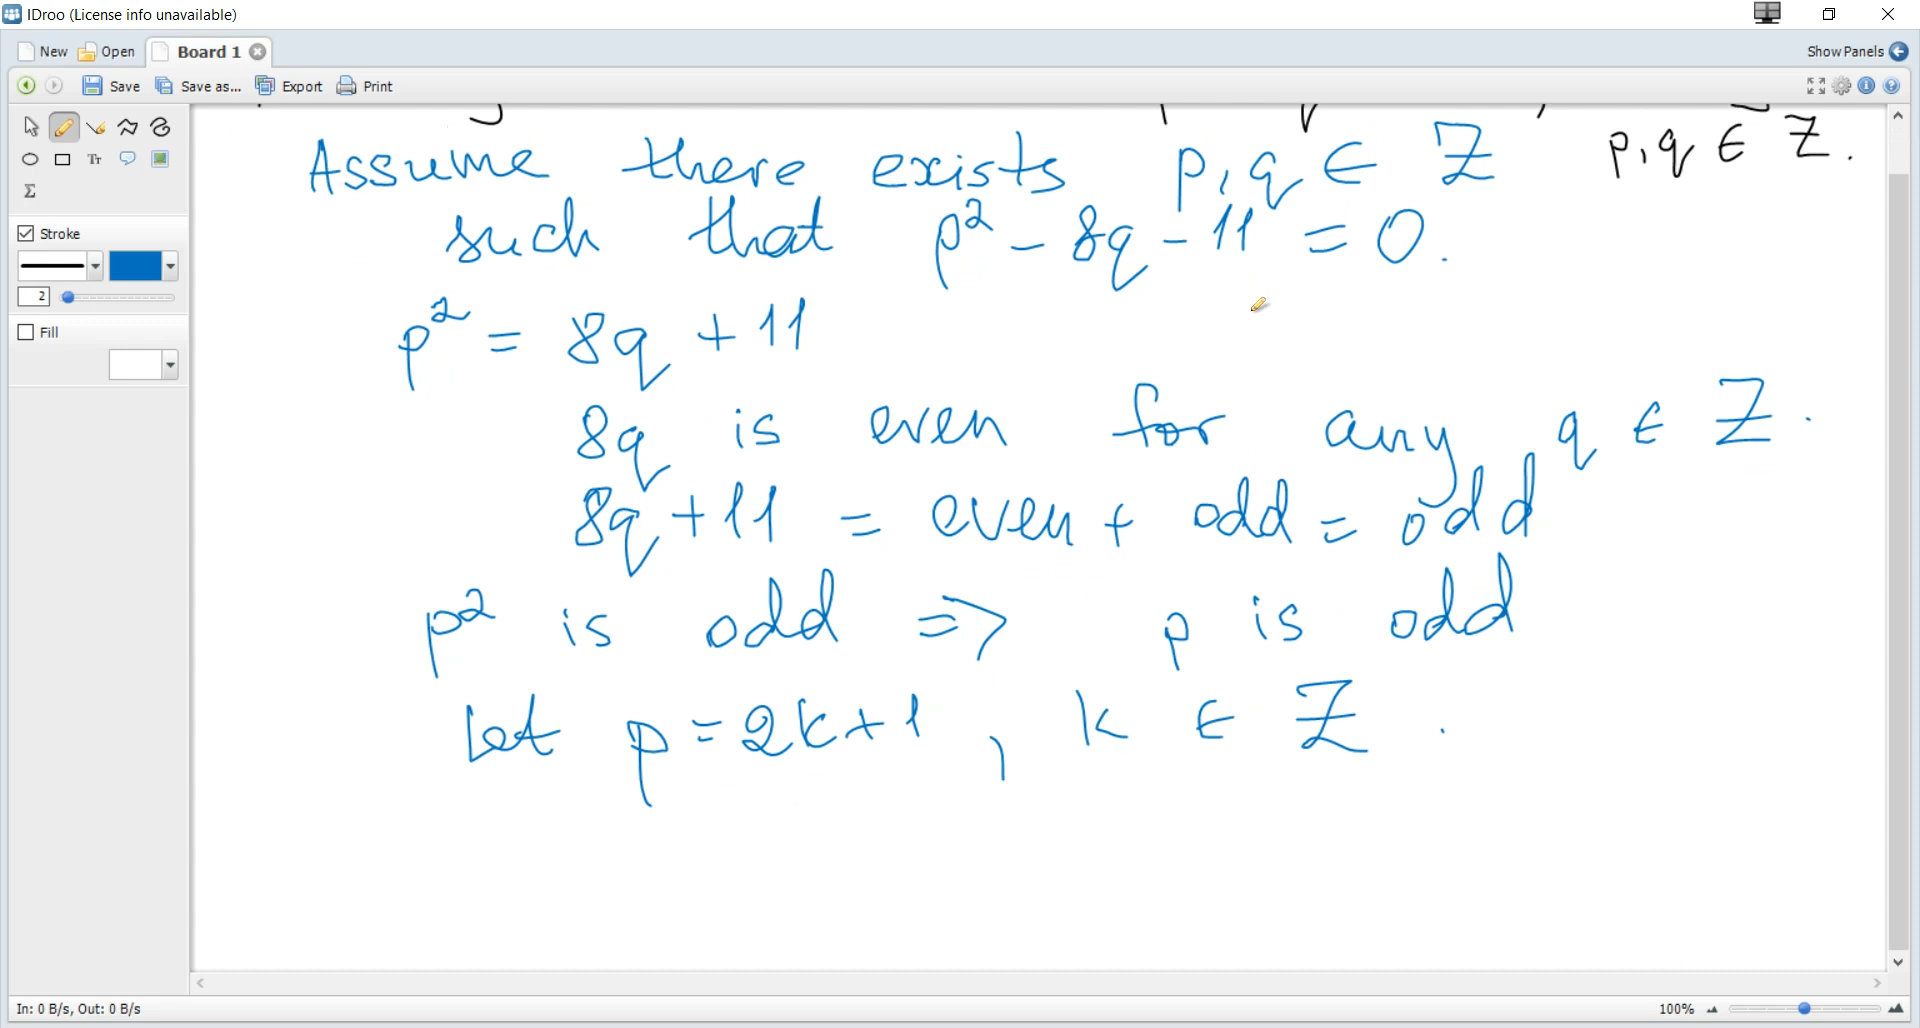 IDroo (License info unavailable)
New Open Board 1 Show Panels
Save Save as... Export Print
Tт
Σ
Stroke
2
Fill
p, q ∈ Z.
Assume there exists p, q ∈ Z
such that p² - 8q - 11 = 0.
p² = 8q + 11
8q is even for any q ∈ Z.
8q + 11 = even + odd = odd
p² is odd => p is odd
Let p = 2k + 1, k ∈ Z.
In: 0 B/s, Out: 0 B/s 100%